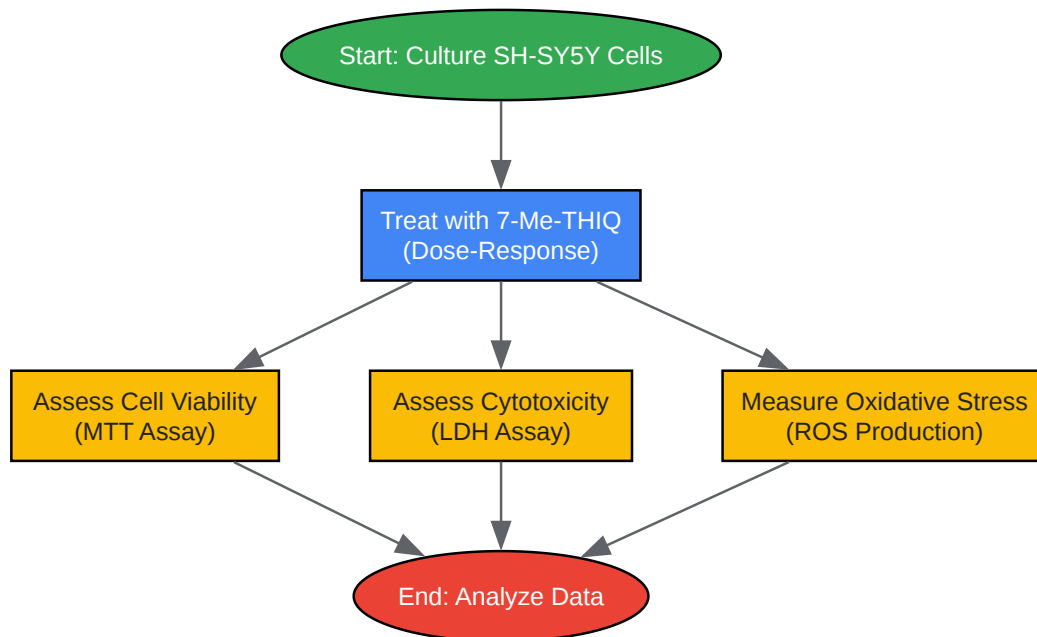 Start: Culture SH-SY5Y Cells
Treat with 7-Me-THIQ
(Dose-Response)
Assess Cell Viability
(MTT Assay)
Assess Cytotoxicity
(LDH Assay)
Measure Oxidative Stress
(ROS Production)
End: Analyze Data